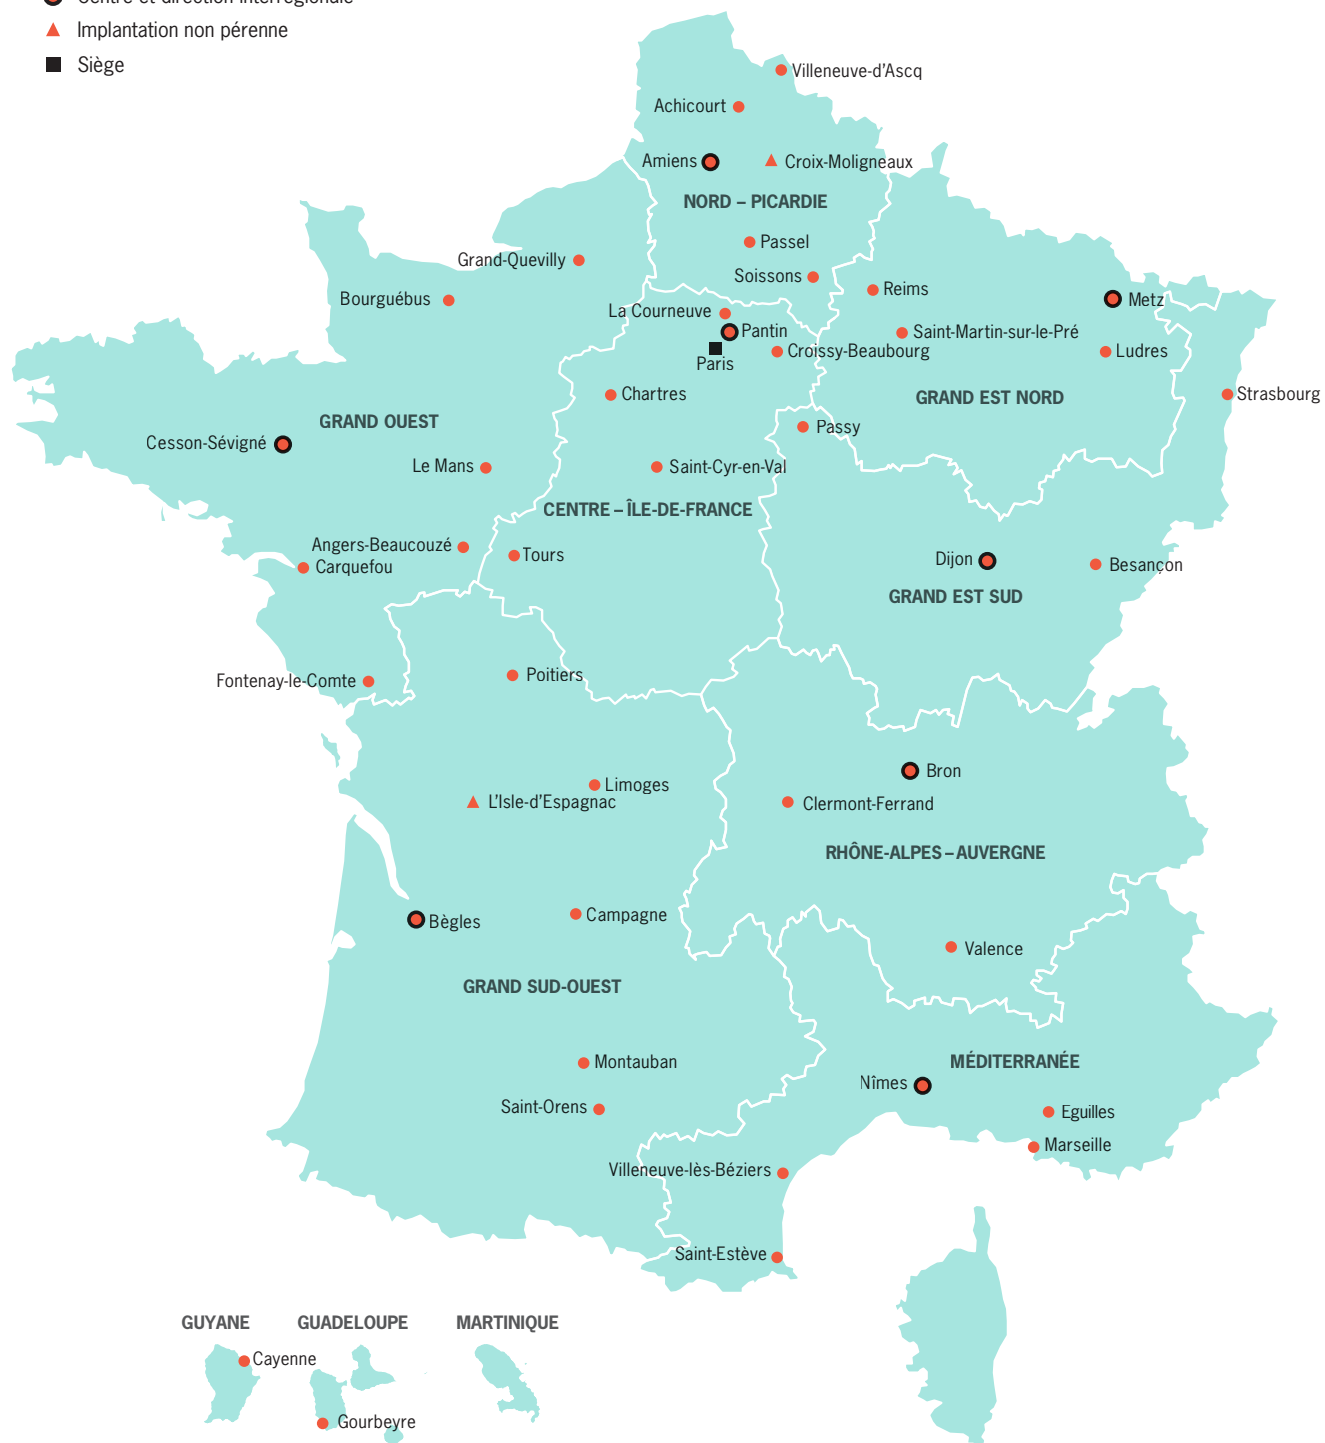 Centre et direction interrégionale
Implantation non pérenne
Siège
Villeneuve-d'Ascq
Achicourt
Amiens
Croix-Moligneaux
NORD – PICARDIE
Passel
Grand-Quevilly
Soissons
Reims
Bourguébus
Metz
La Courneuve
Pantin
Saint-Martin-sur-le-Pré
Croissy-Beaubourg
Ludres
Paris
Chartres
Strasbourg
GRAND EST NORD
GRAND OUEST
Passy
Cesson-Sévigné
Le Mans
Saint-Cyr-en-Val
CENTRE – ÎLE-DE-FRANCE
Angers-Beaucouzé
Tours
Carquefou
Dijon
Besançon
GRAND EST SUD
Poitiers
Fontenay-le-Comte
Bron
Limoges
L'Isle-d'Espagnac
Clermont-Ferrand
RHÔNE-ALPES – AUVERGNE
Campagne
Bègles
Valence
GRAND SUD-OUEST
Montauban
MÉDITERRANÉE
Nîmes
Saint-Orens
Eguilles
Marseille
Villeneuve-lès-Béziers
Saint-Estève
GUYANE
GUADELOUPE
MARTINIQUE
Cayenne
Gourbeyre